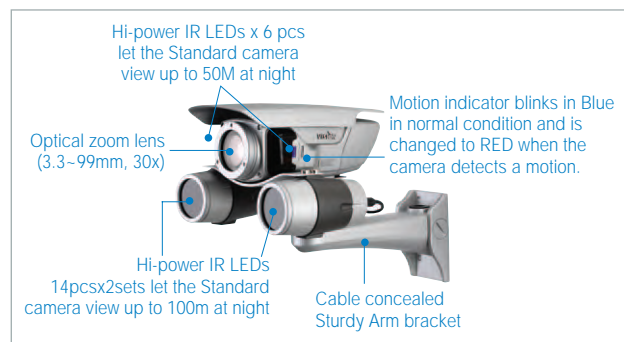 Hi-power IR LEDs x 6 pcs
let the Standard camera
view up to 50M at night
Motion indicator blinks in Blue
in normal condition and is
changed to RED when the
camera detects a motion.
Optical zoom lens
(3.3~99mm, 30x)
Hi-power IR LEDs
14pcsx2sets let the Standard
camera view up to 100m at night
Cable concealed
Sturdy Arm bracket